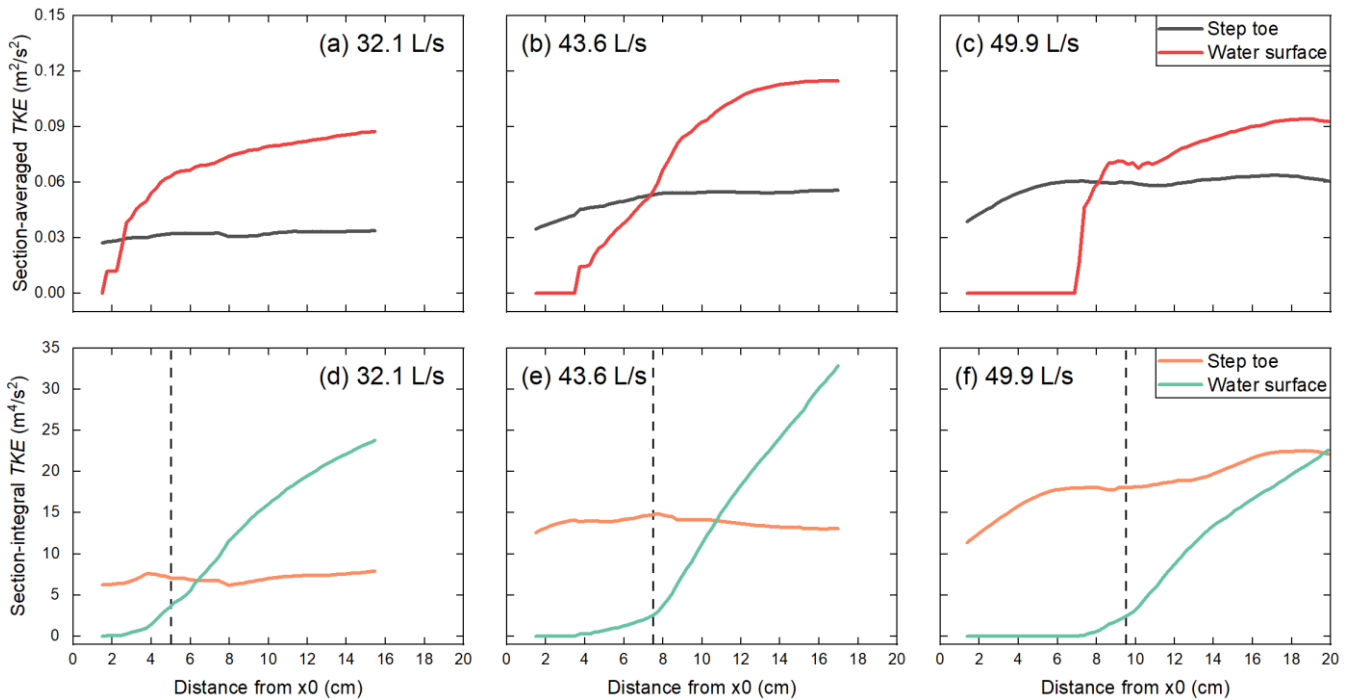 Section-averaged TKE (m²/s²)
0.15
0.12
0.09
0.06
0.03
0.00
(a) 32.1 L/s
(b) 43.6 L/s
(c) 49.9 L/s
Step toe
Water surface
Section-integral TKE (m⁴/s²)
35
30
25
20
15
10
5
0
(d) 32.1 L/s
(e) 43.6 L/s
(f) 49.9 L/s
Step toe
Water surface
0 2 4 6 8 10 12 14 16 18 20
0 2 4 6 8 10 12 14 16 18 20
0 2 4 6 8 10 12 14 16 18 20
Distance from x0 (cm)
Distance from x0 (cm)
Distance from x0 (cm)